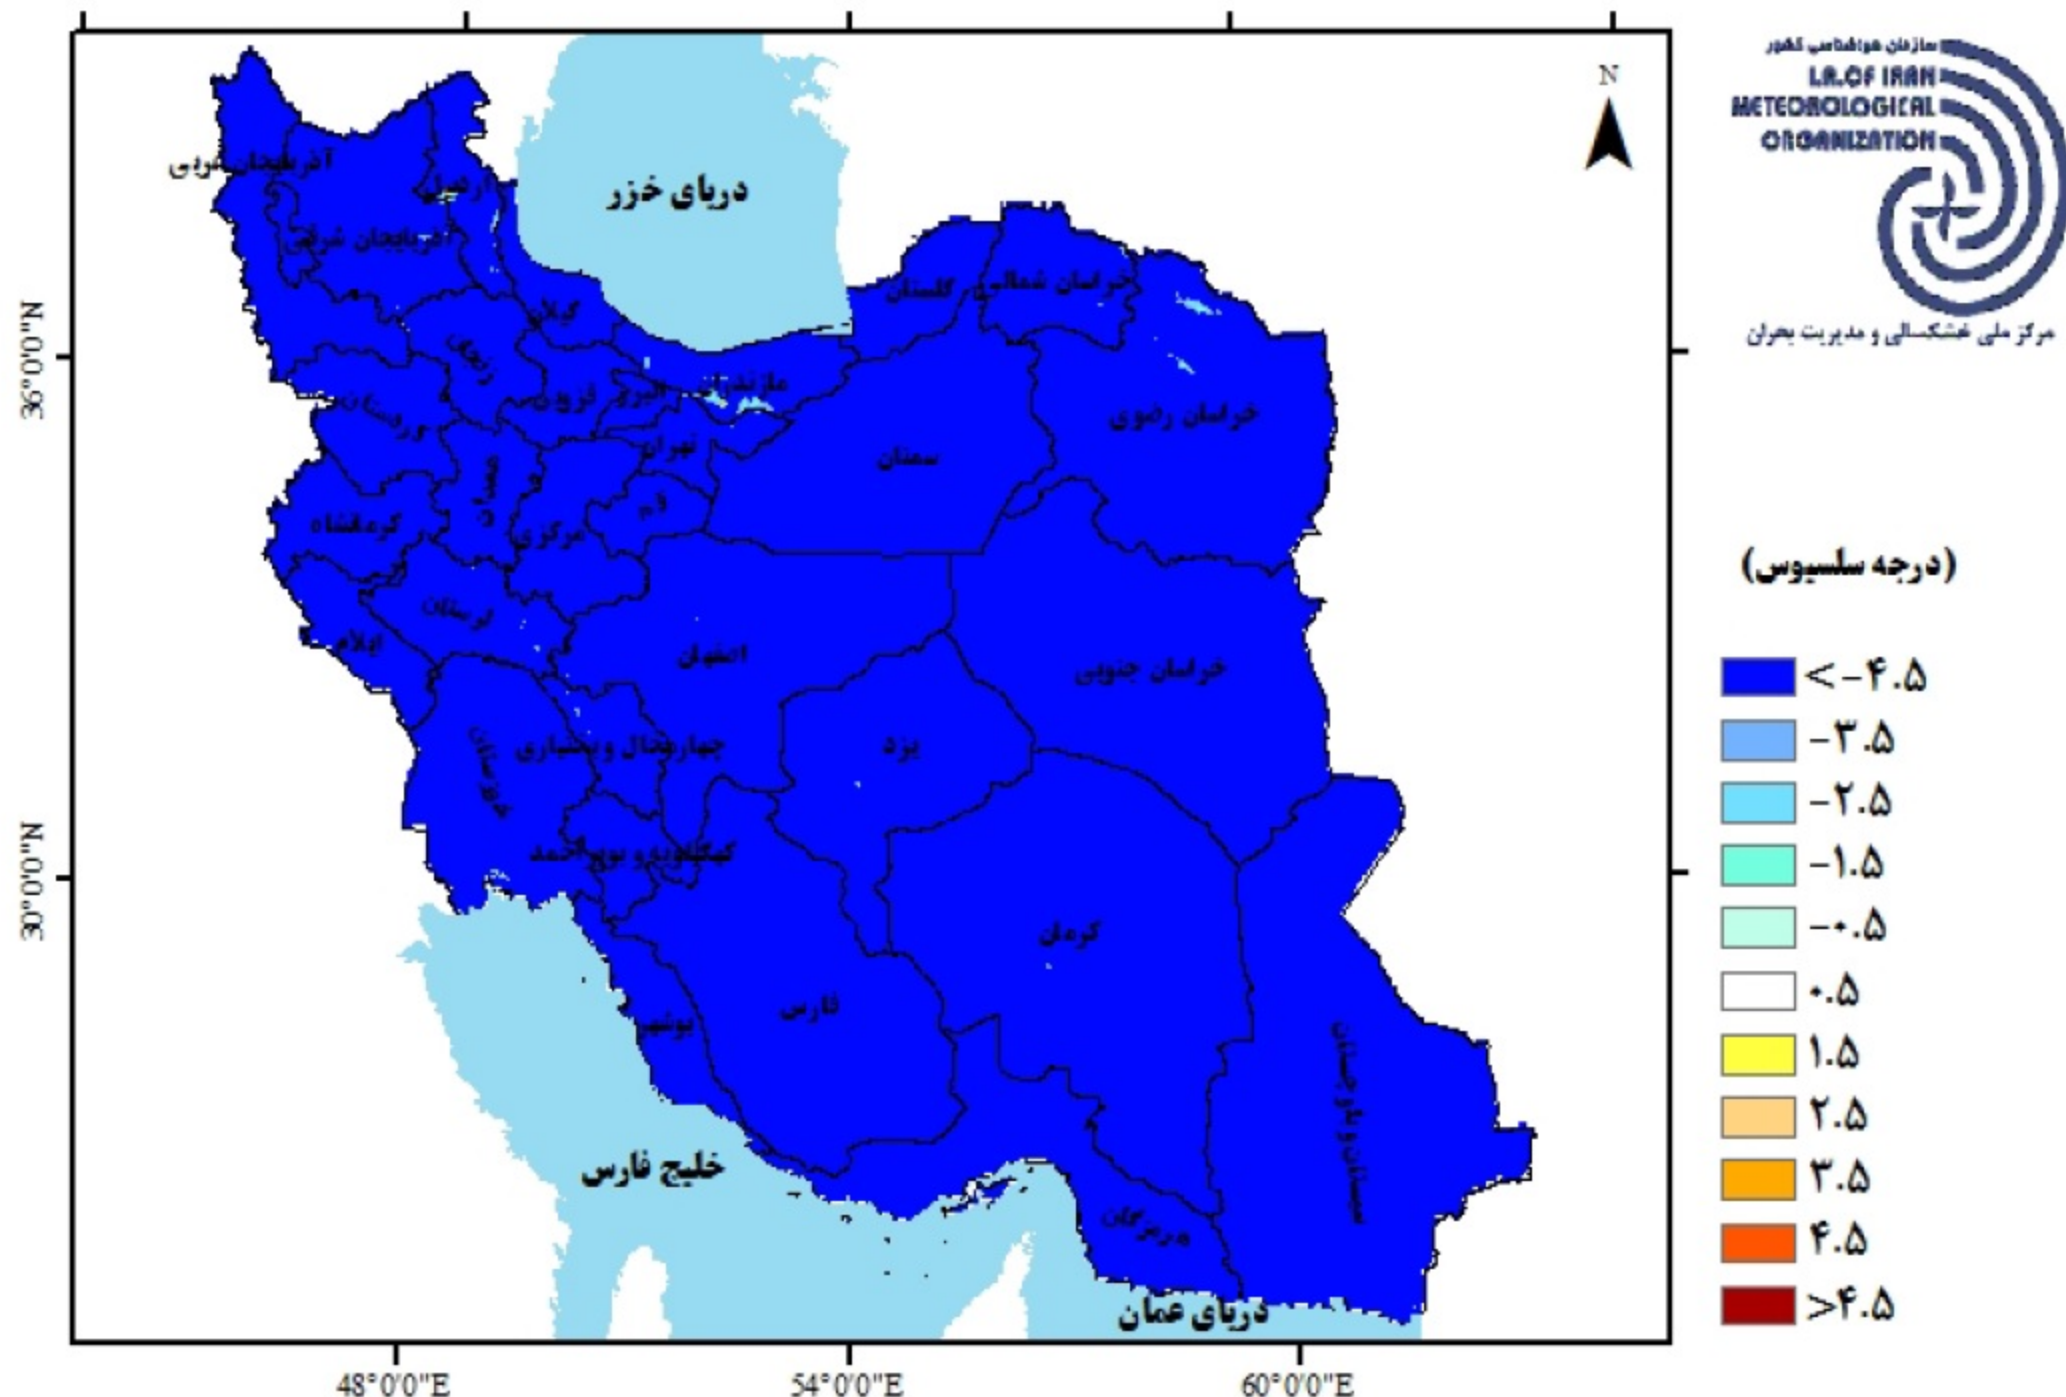 سازمان هواشناسی کشور
I.R.OF IRAN
METEOROLOGICAL
ORGANIZATION
مرکز ملی خشکسالی و مدیریت بحران
N
دریای خزر
آذربایجان غربی
اردبیل
آذربایجان شرقی
گیلان
گلستان
خراسان شمالی
زنجان
قزوین
البرز
مازندران
خراسان رضوی
تهران
سمنان
همدان
قم
کرمانشاه
مرکزی
لرستان
ایلام
اصفهان
خراسان جنوبی
خوزستان
چهارمحال و بختیاری
یزد
کهگیلویه و بویراحمد
کرمان
فارس
بوشهر
سیستان و بلوچستان
خلیج فارس
هرمزگان
دریای عمان
36°0'0"N
30°0'0"N
48°0'0"E
54°0'0"E
60°0'0"E
(درجه سلسیوس)
<-۴.۵
-۳.۵
-۲.۵
-۱.۵
-۰.۵
۰.۵
۱.۵
۲.۵
۳.۵
۴.۵
>۴.۵